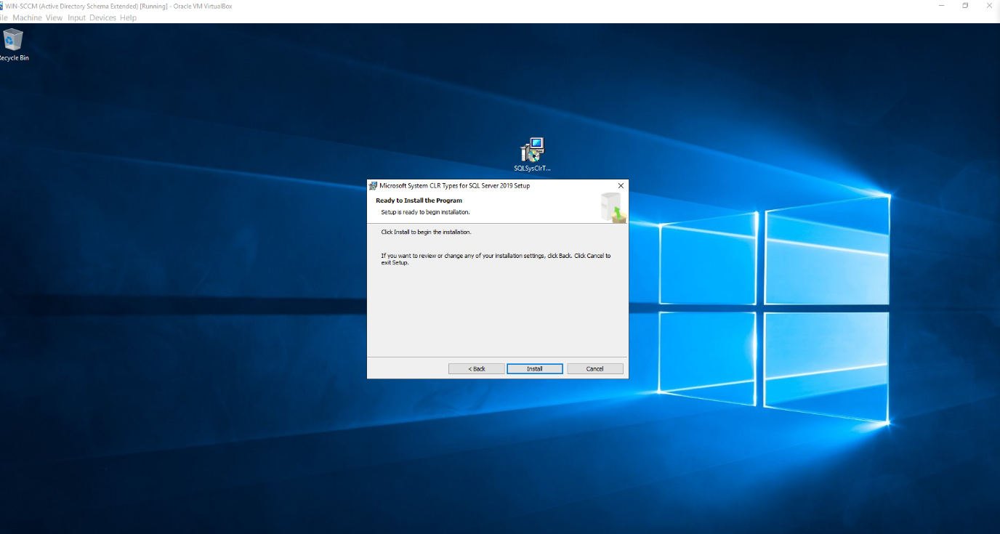 WIN-SCCM (Active Directory Schema Extended) [Running] - Oracle VM VirtualBox
ile Machine View Input Devices Help
Recycle Bin
SQLSysClrT...
Microsoft System CLR Types for SQL Server 2019 Setup
Ready to Install the Program
Setup is ready to begin installation.
Click Install to begin the installation.
If you want to review or change any of your installation settings, click Back. Click Cancel to
exit Setup.
< Back Install Cancel